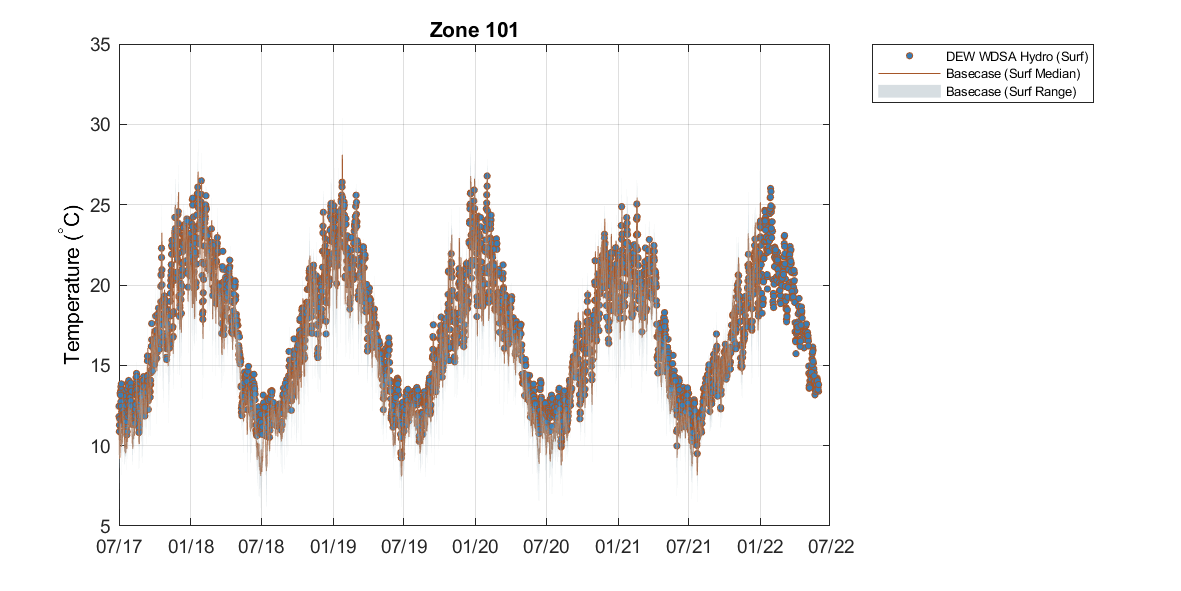 Zone 101
35
30
25
20
15
10
5
Temperature (°C)
07/17 01/18 07/18 01/19 07/19 01/20 07/20 01/21 07/21 01/22 07/22
DEW WDSA Hydro (Surf)
Basecase (Surf Median)
Basecase (Surf Range)